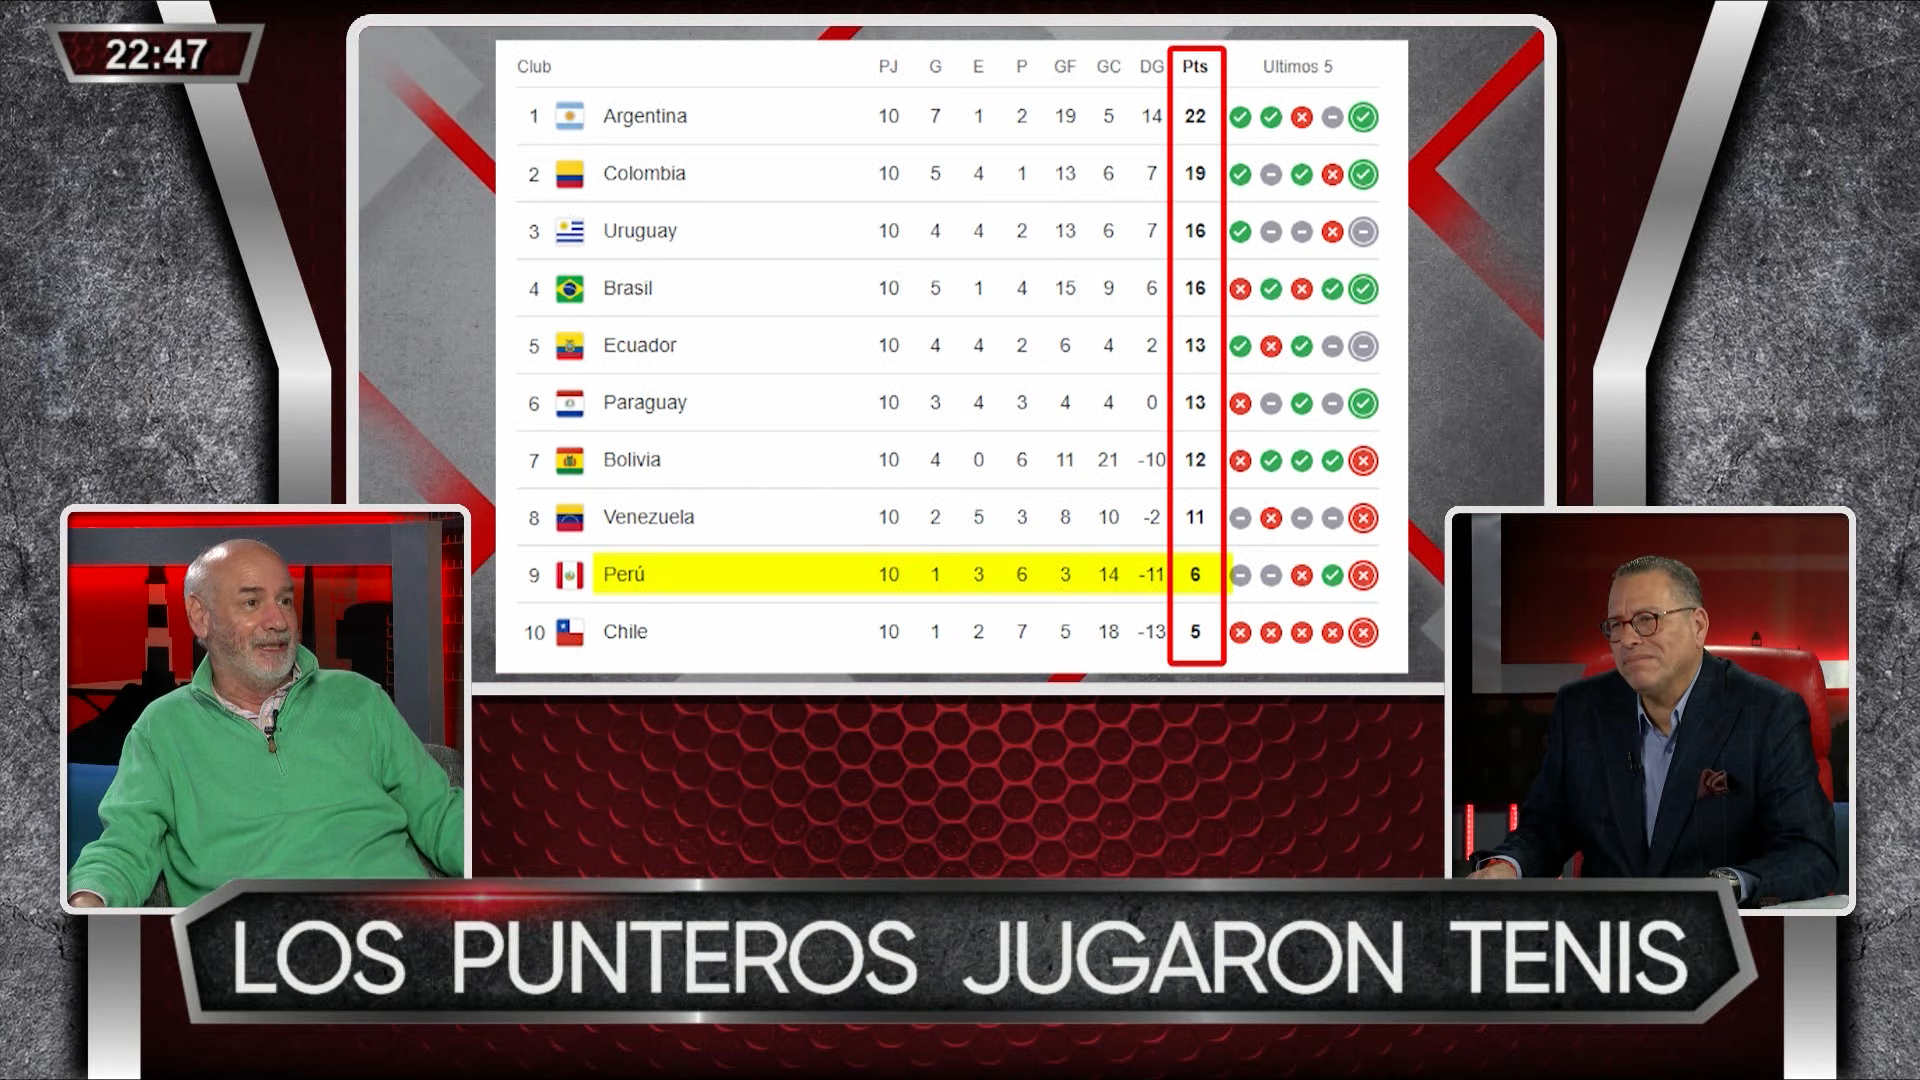 22:47
Club PJ G E P GF GC DG Pts Ultimos 5
1 Argentina 10 7 1 2 19 5 14 22
2 Colombia 10 5 4 1 13 6 7 19
3 Uruguay 10 4 4 2 13 6 7 16
4 Brasil 10 5 1 4 15 9 6 16
5 Ecuador 10 4 4 2 6 4 2 13
6 Paraguay 10 3 4 3 4 4 0 13
7 Bolivia 10 4 0 6 11 21 -10 12
8 Venezuela 10 2 5 3 8 10 -2 11
9 Perú 10 1 3 6 3 14 -11 6
10 Chile 10 1 2 7 5 18 -13 5
LOS PUNTEROS JUGARON TENIS